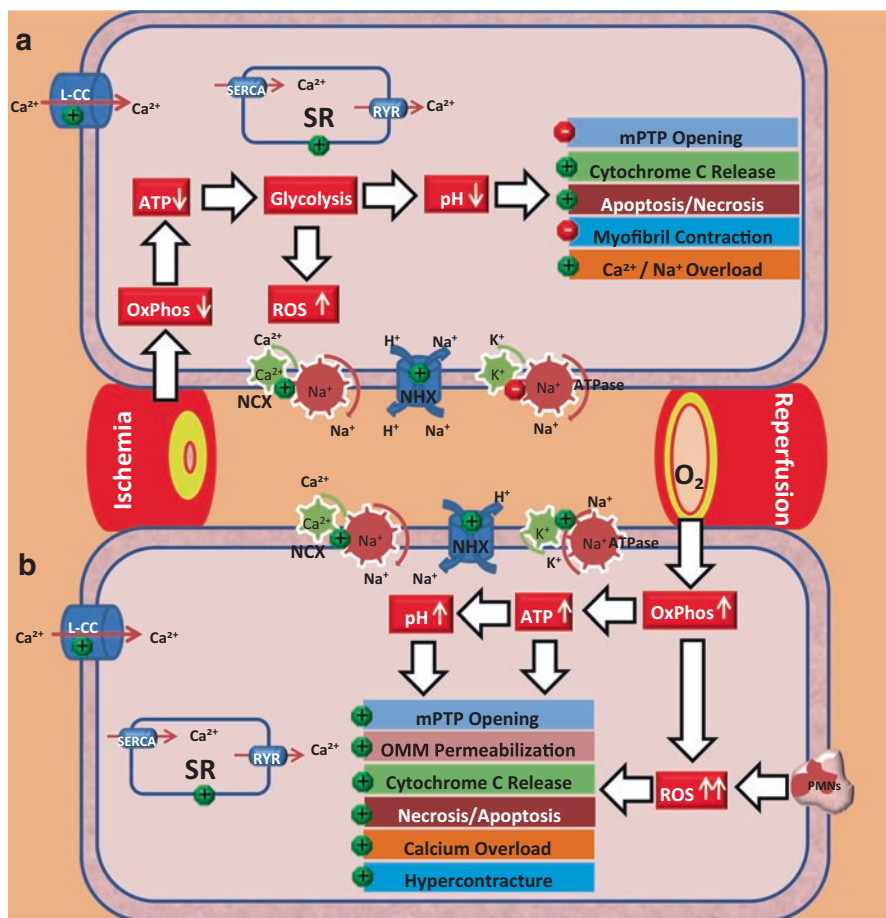 a
L-CC
Ca²⁺ Ca²⁺
SERCA Ca²⁺
SR
RYR Ca²⁺
mPTP Opening
Cytochrome C Release
Apoptosis/Necrosis
Myofibril Contraction
Ca²⁺ / Na⁺ Overload
ATP ↓
Glycolysis
pH ↓
OxPhos ↓
ROS ↑
Ca²⁺
Ca²⁺
Na⁺
NCX
Na⁺
H⁺ Na⁺
NHX
H⁺ Na⁺
K⁺
K⁺
Na⁺ ATPase
Na⁺
Ischemia
O₂
Reperfusion
Ca²⁺
Ca²⁺
Na⁺
NCX
Na⁺
H⁺
NHX
Na⁺
Na⁺
K⁺
Na⁺ ATPase
K⁺
b
L-CC
Ca²⁺ Ca²⁺
pH ↑
ATP ↑
OxPhos ↑
SERCA Ca²⁺
SR
RYR Ca²⁺
mPTP Opening
OMM Permeabilization
Cytochrome C Release
Necrosis/Apoptosis
Calcium Overload
Hypercontracture
ROS ↑↑
PMNs